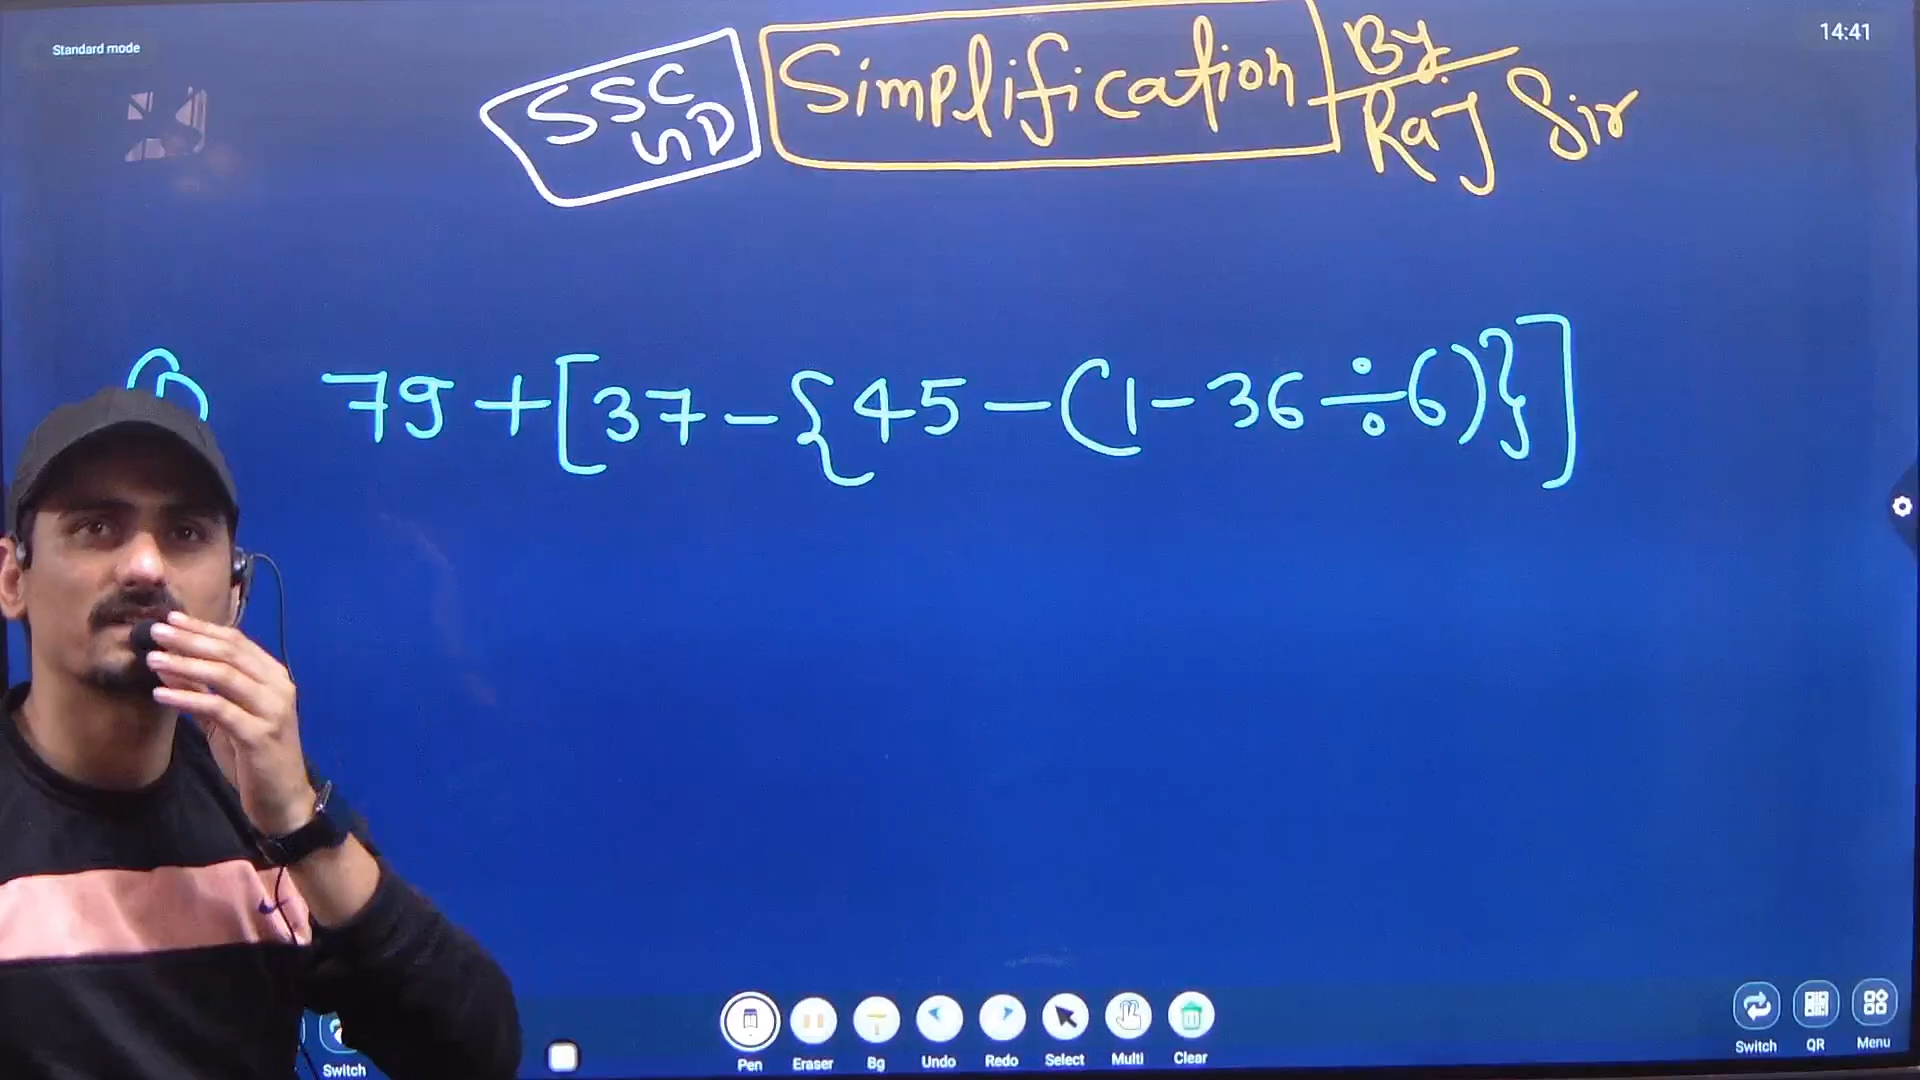 Standard mode
14:41
SSC
GD
Simplification
By
Raj Sir
① 79+[37-{45-(1-36÷6)}]
Pen Eraser Bg Undo Redo Select Multi Clear
Switch
Switch QR Menu